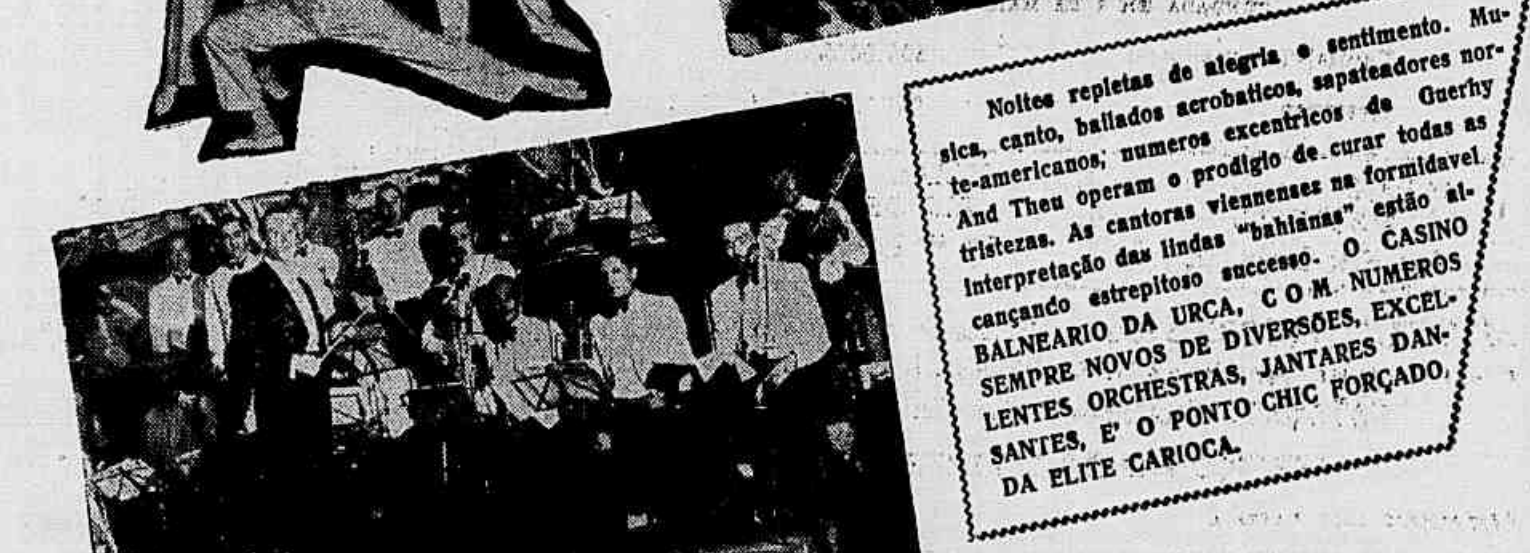 Noites repletas de alegria e sentimento. Mu-
sica, canto, bailados acrobaticos, sapateadores nor-
te-americanos; numeros excentricos de Guerhy
And Theu operam o prodigio de curar todas as
tristezas. As cantoras viennenses na formidavel
interpretação das lindas "bahianas" estão al-
cançando estrepitoso successo. O CASINO
BALNEARIO DA URCA, COM NUMEROS
SEMPRE NOVOS DE DIVERSÕES, EXCEL-
LENTES ORCHESTRAS, JANTARES DAN-
SANTES, E' O PONTO CHIC FORÇADO,
DA ELITE CARIOCA.